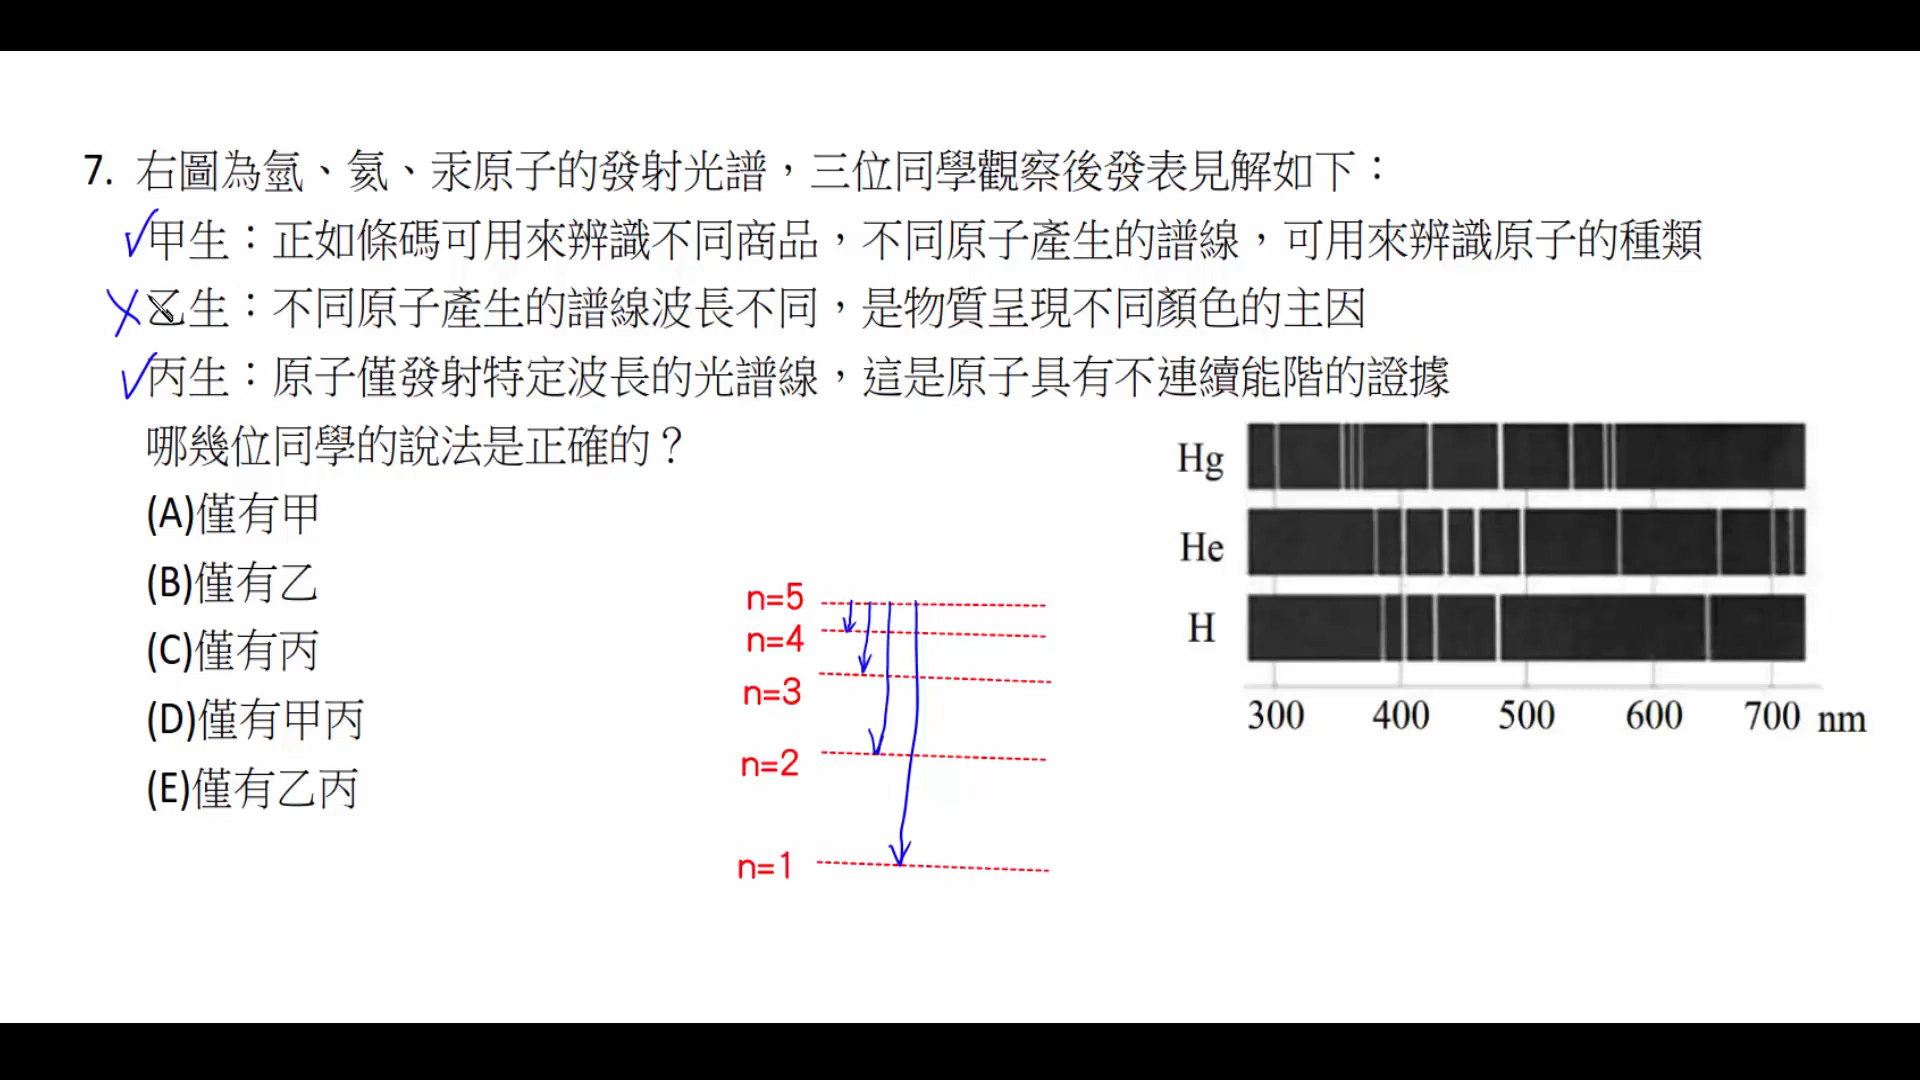 7. 右圖為氫、氦、汞原子的發射光譜，三位同學觀察後發表見解如下：
甲生：正如條碼可用來辨識不同商品，不同原子產生的譜線，可用來辨識原子的種類
乙生：不同原子產生的譜線波長不同，是物質呈現不同顏色的主因
丙生：原子僅發射特定波長的光譜線，這是原子具有不連續能階的證據
哪幾位同學的說法是正確的？
(A)僅有甲
(B)僅有乙
(C)僅有丙
(D)僅有甲丙
(E)僅有乙丙
n=5
n=4
n=3
n=2
n=1
Hg
He
H
300 400 500 600 700 nm